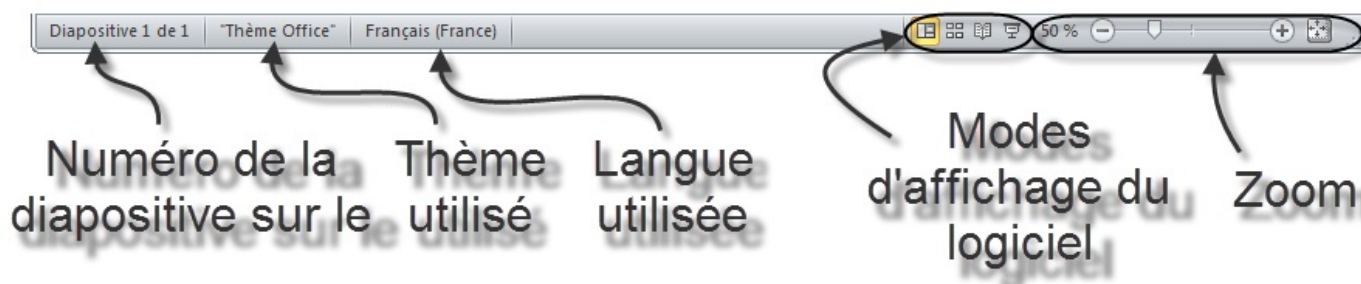 Diapositive 1 de 1 "Thème Office" Français (France) 50 %
Numéro de la
diapositive sur le
Thème
utilisé
Langue
utilisée
Modes
d'affichage du
logiciel
Zoom